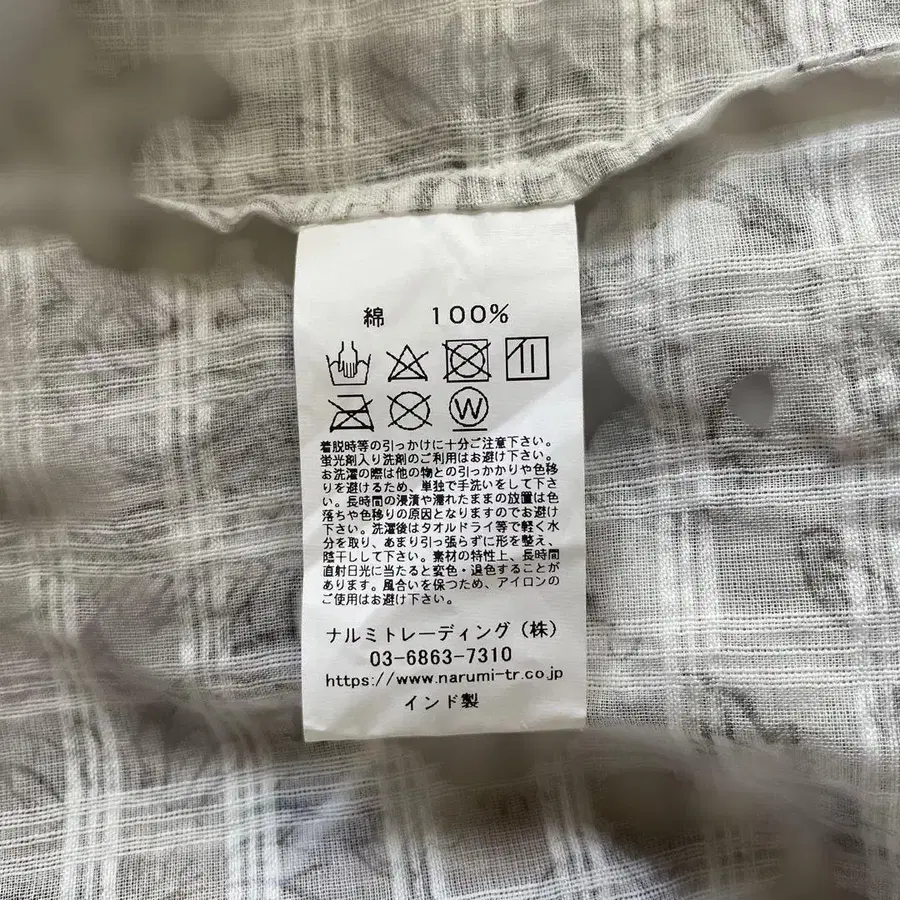 綿 100%
W
着脱時等の引っかけに十分ご注意下さい。
蛍光剤入り洗剤のご利用はお避け下さい。
お洗濯の際は他の物との引っかかりや色移
りを避けるため、単独で手洗いをして下さ
い。長時間の浸漬や濡れたままの放置は色
落ちや色移りの原因となりますのでお避け
下さい。洗濯後はタオルドライ等で軽く水
分を取り、あまり引っ張らずに形を整え、
陰干しして下さい。素材の特性上、長時間
直射日光に当たると変色・退色することが
あります。風合いを保つため、アイロンの
ご使用はお避け下さい。
ナルミトレーディング(株)
03-6863-7310
https://www.narumi-tr.co.jp
インド製